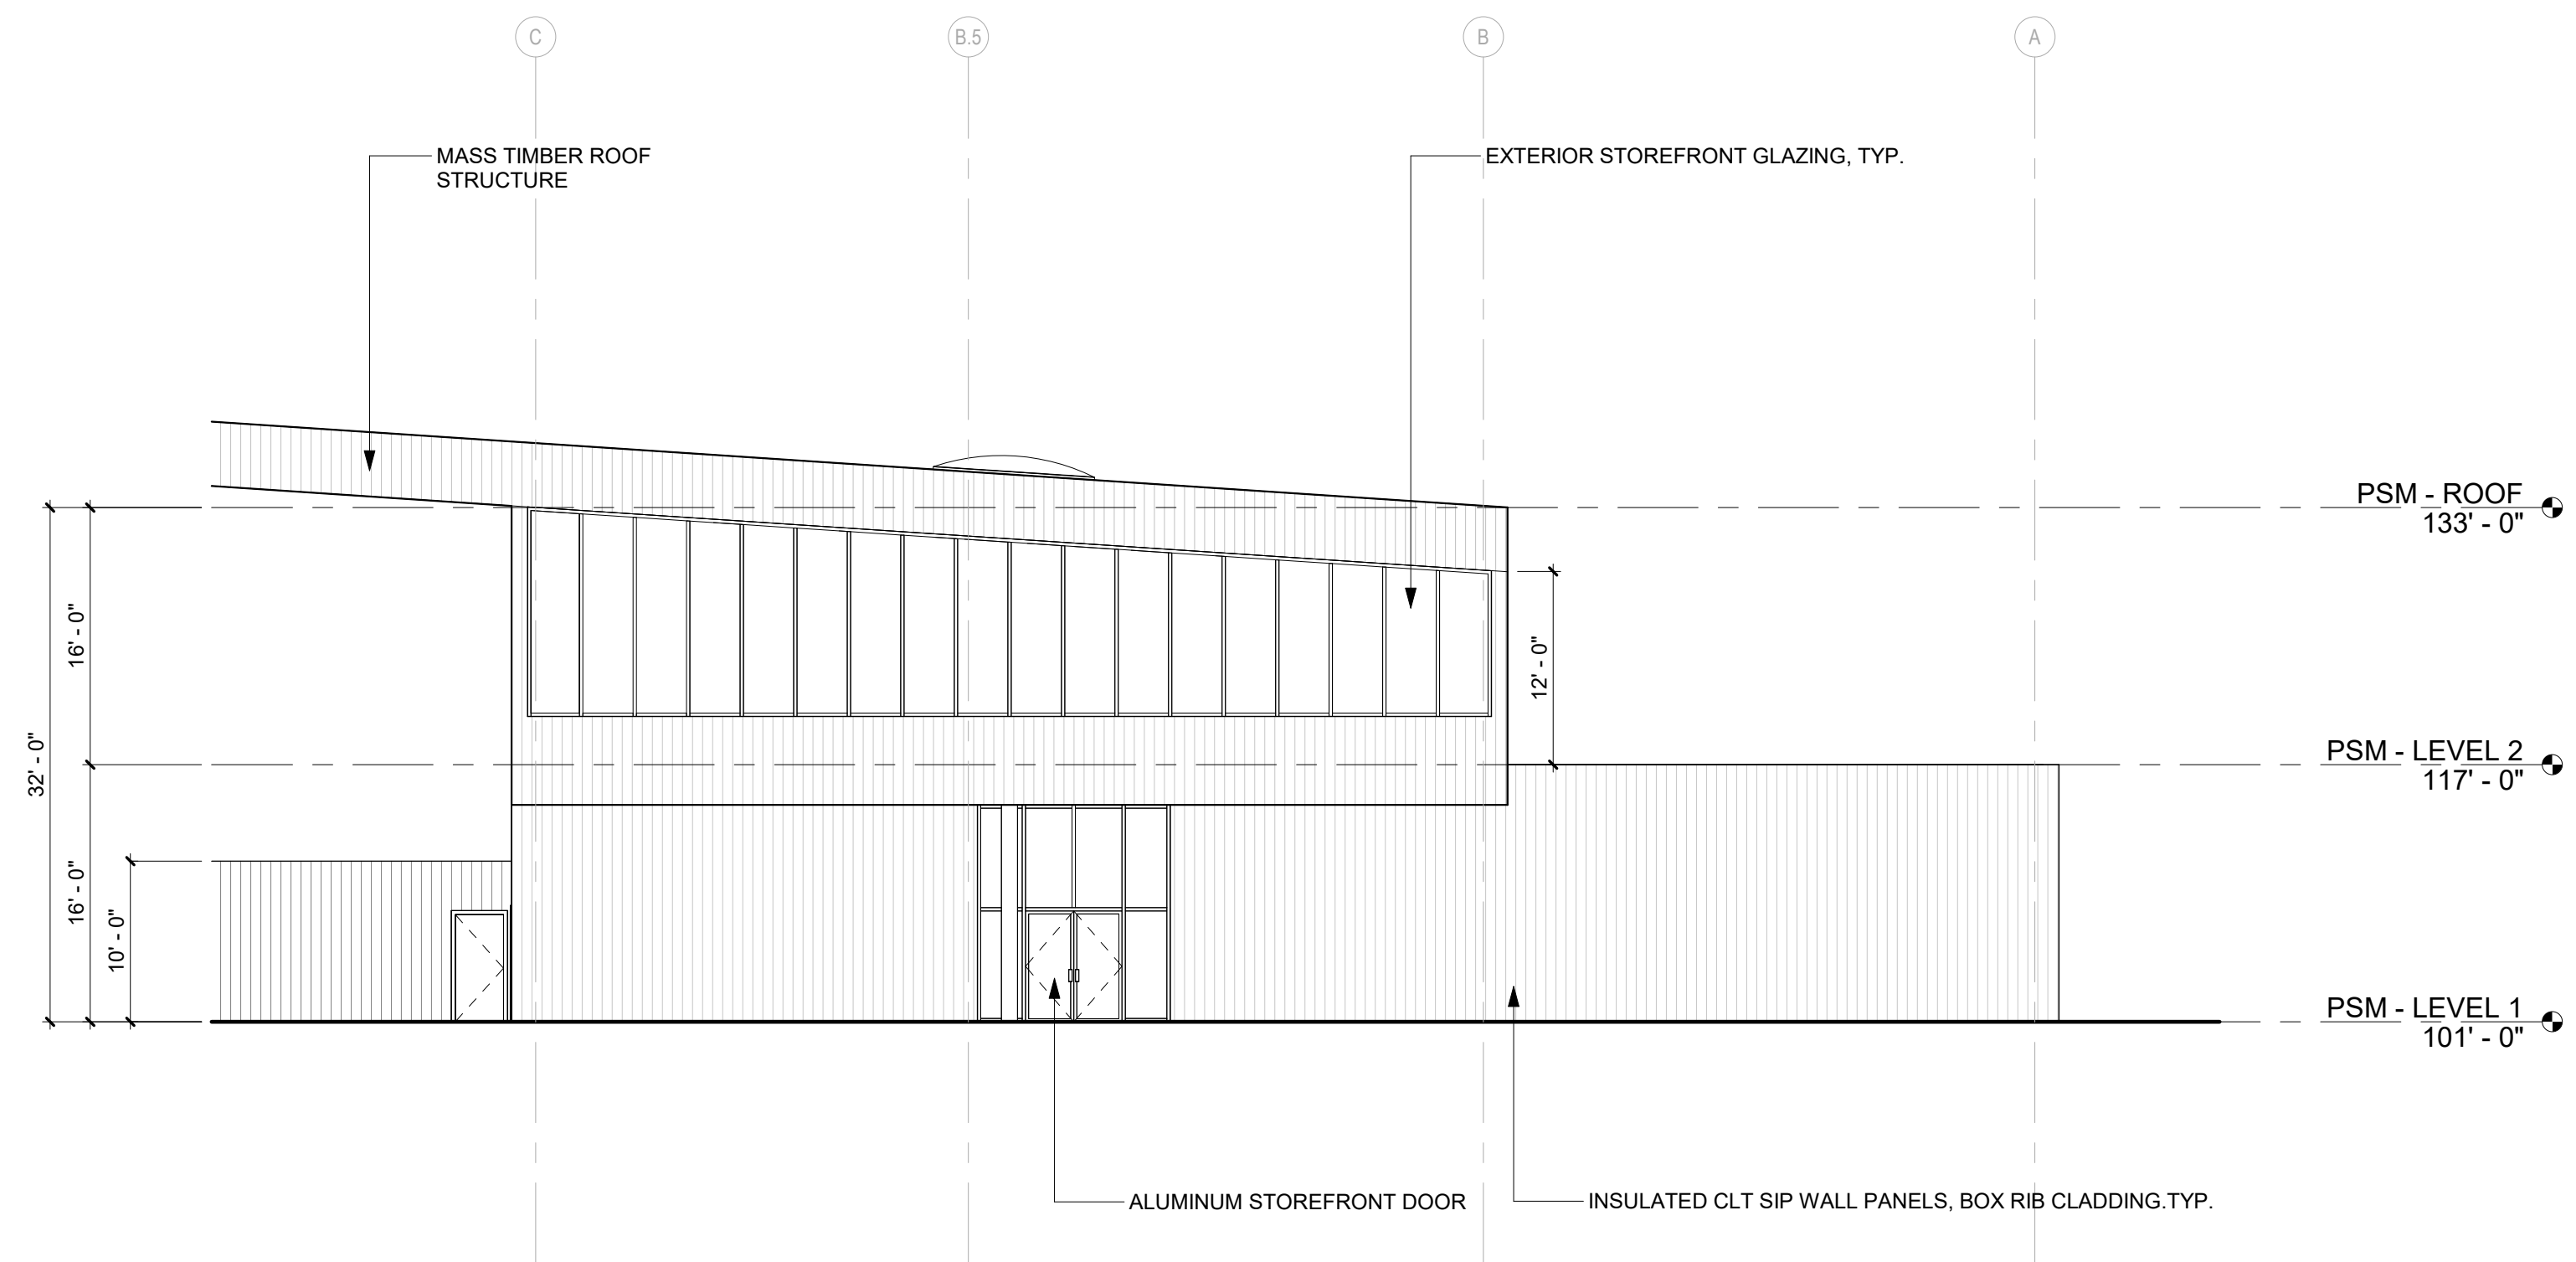 C
B.5
B
A
MASS TIMBER ROOF
STRUCTURE
EXTERIOR STOREFRONT GLAZING, TYP.
PSM - ROOF
133' - 0"
16' - 0"
12' - 0"
32' - 0"
PSM - LEVEL 2
117' - 0"
16' - 0"
10' - 0"
PSM - LEVEL 1
101' - 0"
ALUMINUM STOREFRONT DOOR
INSULATED CLT SIP WALL PANELS, BOX RIB CLADDING.TYP.